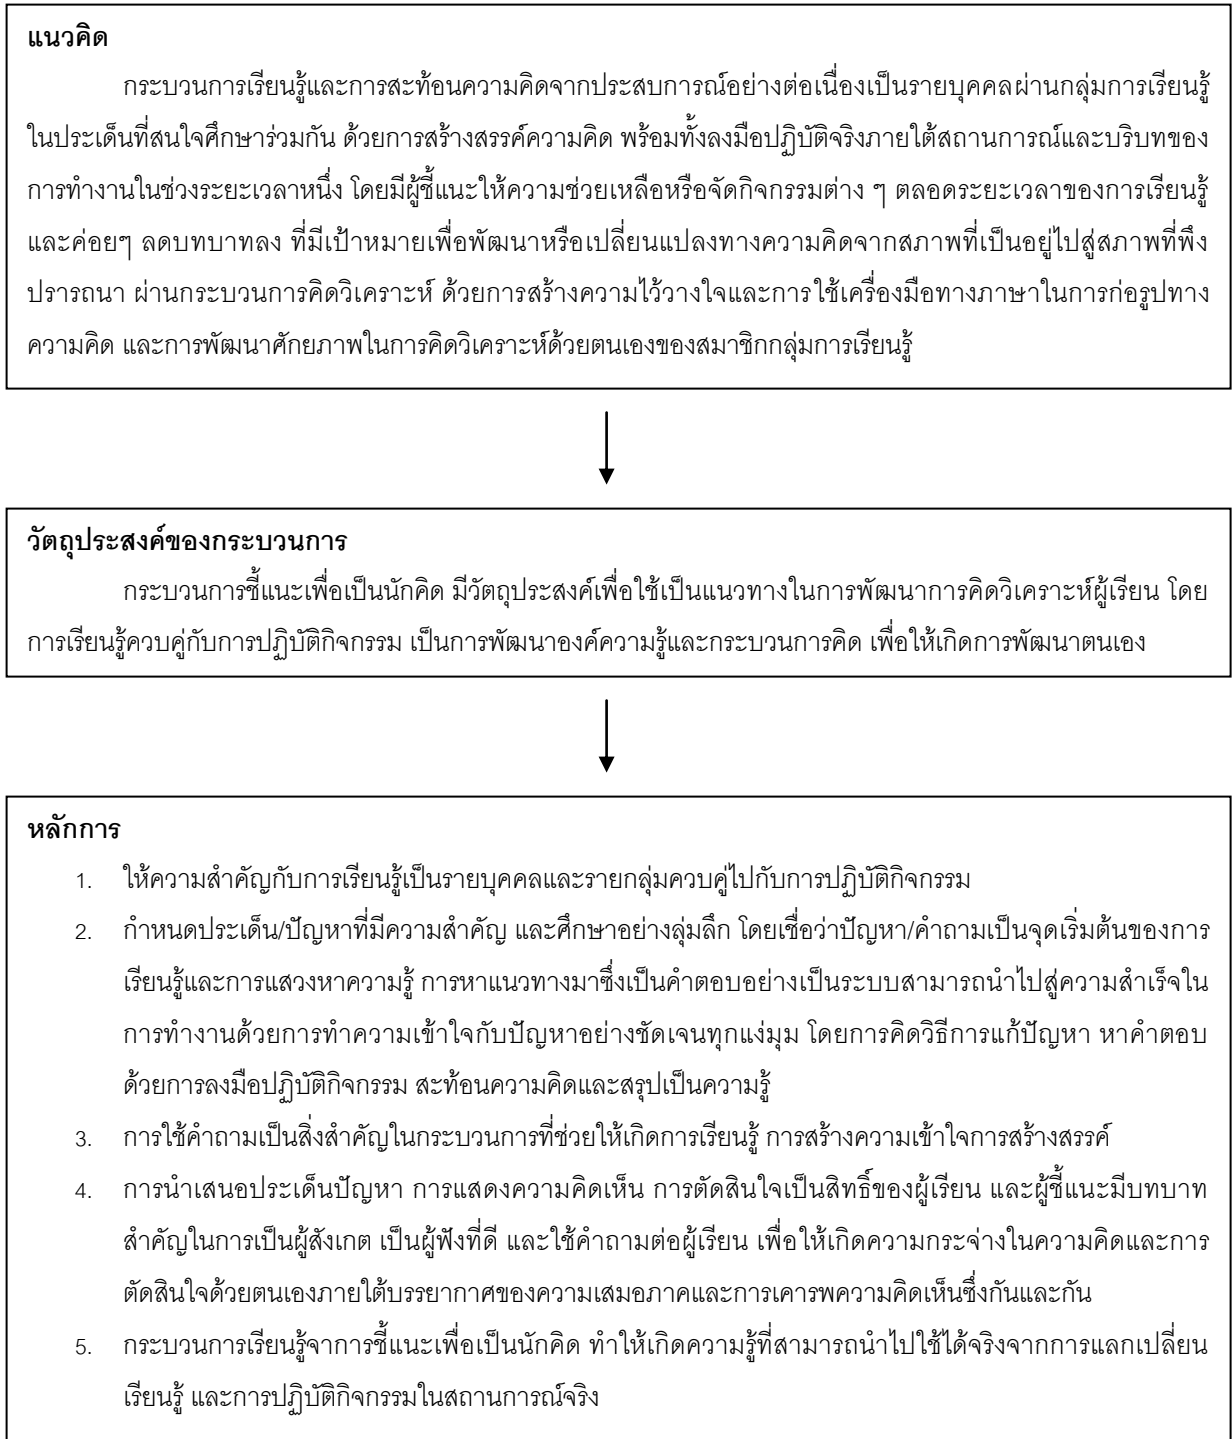 แนวคิด
กระบวนการเรียนรู้และการสะท้อนความคิดจากประสบการณ์อย่างต่อเนื่องเป็นรายบุคคลผ่านกลุ่มการเรียนรู้
ในประเด็นที่สนใจศึกษาร่วมกัน ด้วยการสร้างสรรค์ความคิด พร้อมทั้งลงมือปฏิบัติจริงภายใต้สถานการณ์และบริบทของ
การทำงานในช่วงระยะเวลาหนึ่ง โดยมีผู้ชี้แนะให้ความช่วยเหลือหรือจัดกิจกรรมต่าง ๆ ตลอดระยะเวลาของการเรียนรู้
และค่อยๆ ลดบทบาทลง ที่มีเป้าหมายเพื่อพัฒนาหรือเปลี่ยนแปลงทางความคิดจากสภาพที่เป็นอยู่ไปสู่สภาพที่พึง
ปรารถนา ผ่านกระบวนการคิดวิเคราะห์ ด้วยการสร้างความไว้วางใจและการใช้เครื่องมือทางภาษาในการก่อรูปทาง
ความคิด และการพัฒนาศักยภาพในการคิดวิเคราะห์ด้วยตนเองของสมาชิกกลุ่มการเรียนรู้
วัตถุประสงค์ของกระบวนการ
กระบวนการชี้แนะเพื่อเป็นนักคิด มีวัตถุประสงค์เพื่อใช้เป็นแนวทางในการพัฒนาการคิดวิเคราะห์ผู้เรียน โดย
การเรียนรู้ควบคู่กับการปฏิบัติกิจกรรม เป็นการพัฒนาองค์ความรู้และกระบวนการคิด เพื่อให้เกิดการพัฒนาตนเอง
หลักการ
1. ให้ความสำคัญกับการเรียนรู้เป็นรายบุคคลและรายกลุ่มควบคู่ไปกับการปฏิบัติกิจกรรม
2. กำหนดประเด็น/ปัญหาที่มีความสำคัญ และศึกษาอย่างลุ่มลึก โดยเชื่อว่าปัญหา/คำถามเป็นจุดเริ่มต้นของการ
เรียนรู้และการแสวงหาความรู้ การหาแนวทางมาซึ่งเป็นคำตอบอย่างเป็นระบบสามารถนำไปสู่ความสำเร็จใน
การทำงานด้วยการทำความเข้าใจกับปัญหาอย่างชัดเจนทุกแง่มุม โดยการคิดวิธีการแก้ปัญหา หาคำตอบ
ด้วยการลงมือปฏิบัติกิจกรรม สะท้อนความคิดและสรุปเป็นความรู้
3. การใช้คำถามเป็นสิ่งสำคัญในกระบวนการที่ช่วยให้เกิดการเรียนรู้ การสร้างความเข้าใจการสร้างสรรค์
4. การนำเสนอประเด็นปัญหา การแสดงความคิดเห็น การตัดสินใจเป็นสิทธิ์ของผู้เรียน และผู้ชี้แนะมีบทบาท
สำคัญในการเป็นผู้สังเกต เป็นผู้ฟังที่ดี และใช้คำถามต่อผู้เรียน เพื่อให้เกิดความกระจ่างในความคิดและการ
ตัดสินใจด้วยตนเองภายใต้บรรยากาศของความเสมอภาคและการเคารพความคิดเห็นซึ่งกันและกัน
5. กระบวนการเรียนรู้จาการชี้แนะเพื่อเป็นนักคิด ทำให้เกิดความรู้ที่สามารถนำไปใช้ได้จริงจากการแลกเปลี่ยน
เรียนรู้ และการปฏิบัติกิจกรรมในสถานการณ์จริง